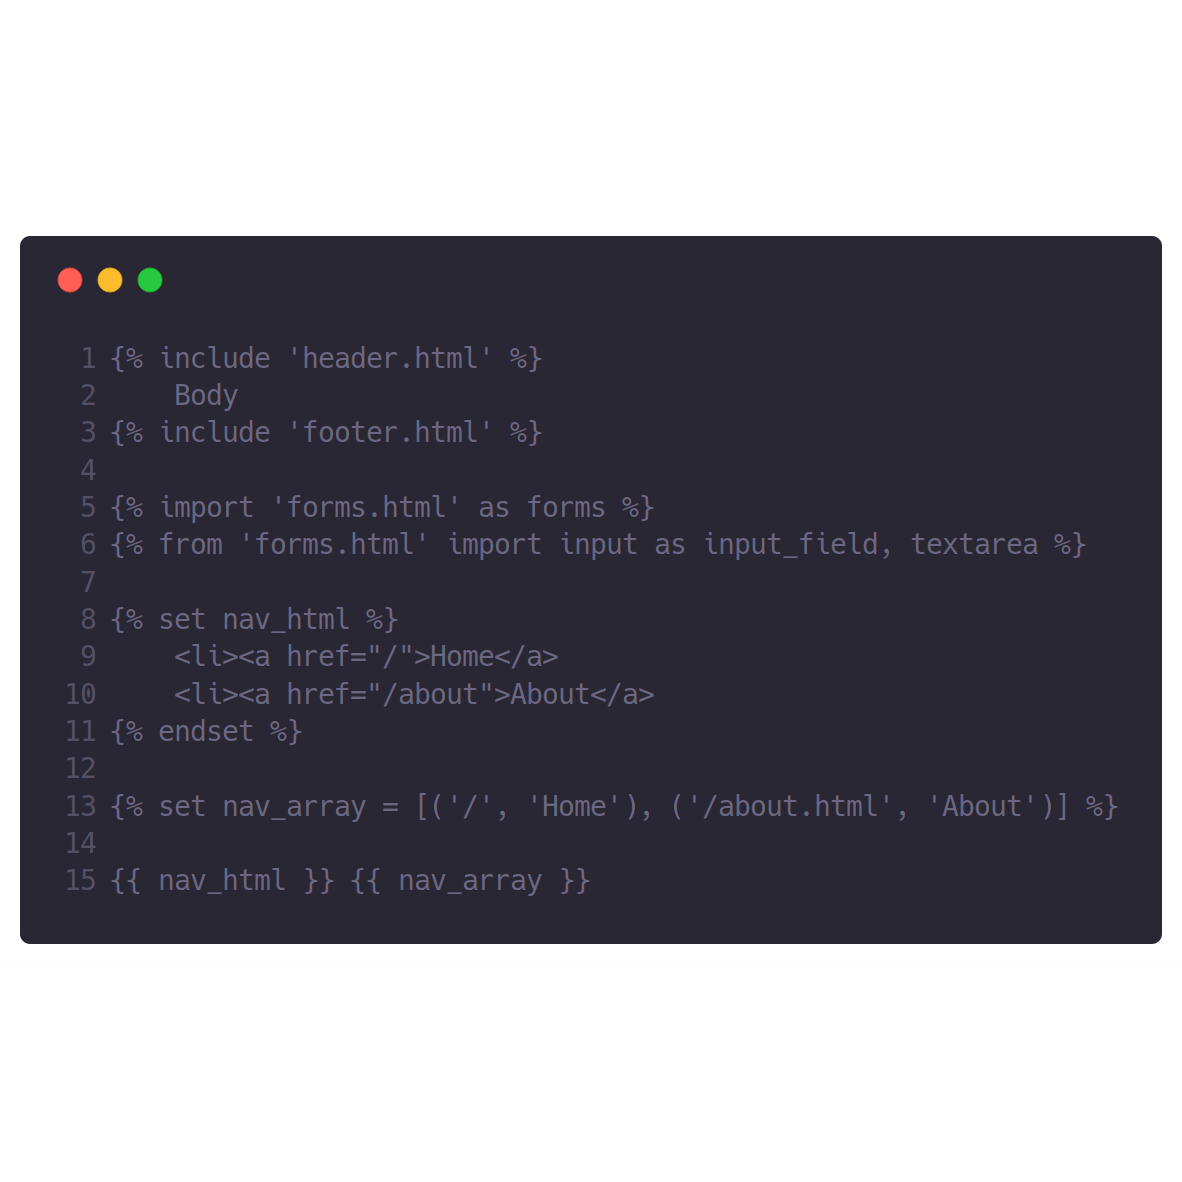 1 {% include 'header.html' %}
2     Body
3 {% include 'footer.html' %}
4
5 {% import 'forms.html' as forms %}
6 {% from 'forms.html' import input as input_field, textarea %}
7
8 {% set nav_html %}
9     <li><a href="/">Home</a>
10     <li><a href="/about">About</a>
11 {% endset %}
12
13 {% set nav_array = [('/', 'Home'), ('/about.html', 'About')] %}
14
15 {{ nav_html }} {{ nav_array }}